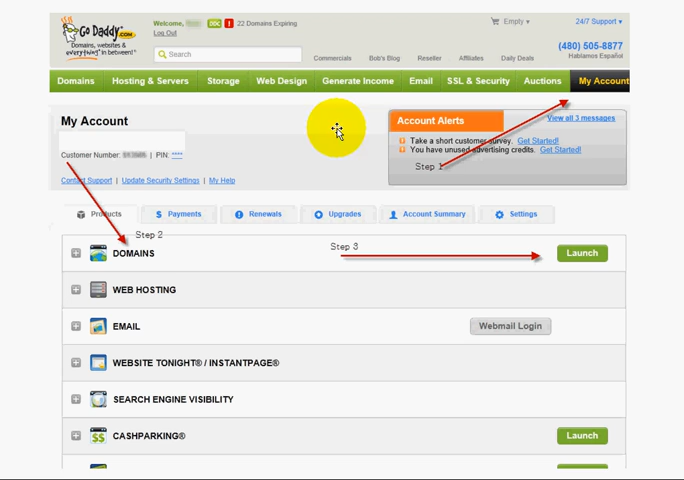 Go Daddy.COM
Domains, websites &
everything in between!
Welcome,
22 Domains Expiring
Log Out
Search
Empty
24/7 Support
(480) 505-8877
Hablamos Español
Commercials Bob's Blog Reseller Affiliates Daily Deals
Domains Hosting & Servers Storage Web Design Generate Income Email SSL & Security Auctions My Account
My Account
Customer Number: | PIN: ****
Contact Support | Update Security Settings | My Help
Account Alerts
View all 3 messages
Take a short customer survey. Get Started!
You have unused advertising credits. Get Started!
Step 1
Products Payments Renewals Upgrades Account Summary Settings
Step 2
Step 3
DOMAINS
Launch
WEB HOSTING
EMAIL
Webmail Login
WEBSITE TONIGHT® / INSTANTPAGE®
SEARCH ENGINE VISIBILITY
CASHPARKING®
Launch